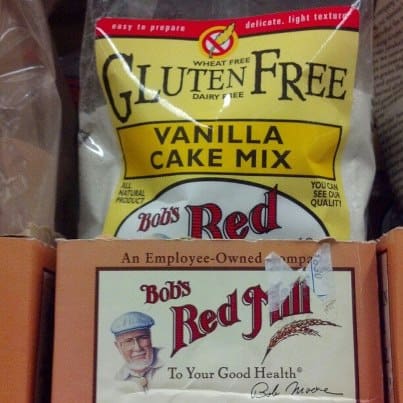 easy to prepare
delicate, light texture
WHEAT FREE
GLUTEN FREE
DAIRY FREE
VANILLA
CAKE MIX
ALL
NATURAL
PRODUCT
YOU CAN
SEE OUR
QUALITY
Bob's Red
An Employee-Owned
Bob's
Red Mill
To Your Good Health®
Bob Moore